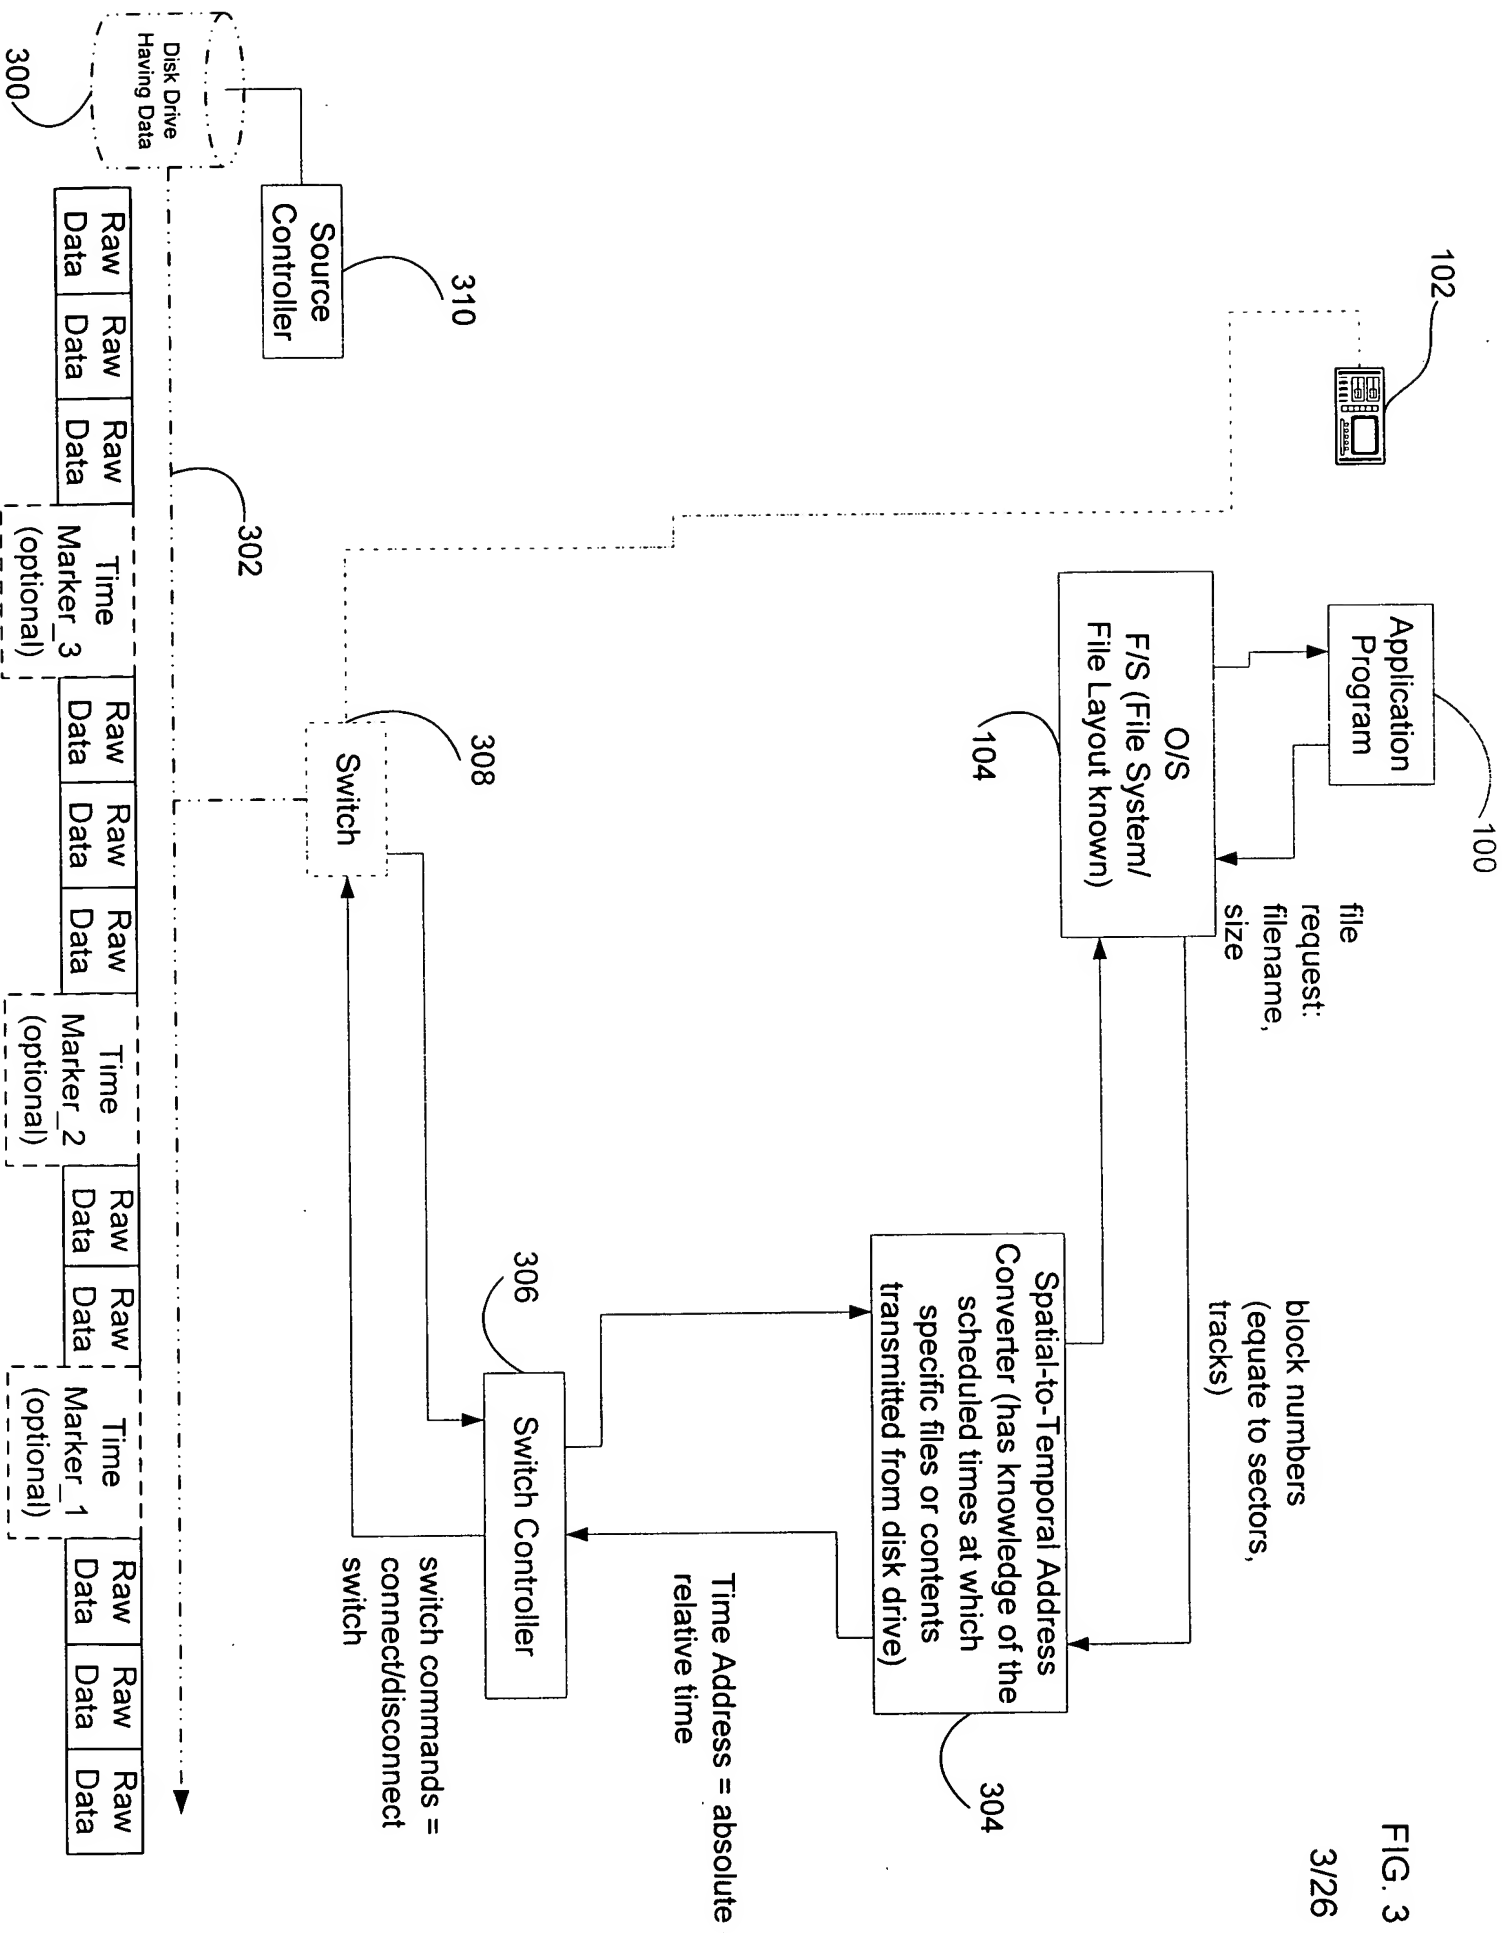 FIG. 3
3/26
102
Application
Program
100
file
request:
filename,
size
O/S
F/S (File System/
File Layout known)
104
block numbers
(equate to sectors,
tracks)
Spatial-to-Temporal Address
Converter (has knowledge of the
scheduled times at which
specific files or contents
transmitted from disk drive)
304
Time Address = absolute
relative time
306
Switch Controller
switch commands =
connect/disconnect
switch
308
Switch
310
Source
Controller
302
Disk Drive
Having Data
300
Raw
Data
Raw
Data
Raw
Data
Time
Marker_3
(optional)
Raw
Data
Raw
Data
Raw
Data
Time
Marker_2
(optional)
Raw
Data
Raw
Data
Time
Marker_1
(optional)
Raw
Data
Raw
Data
Raw
Data